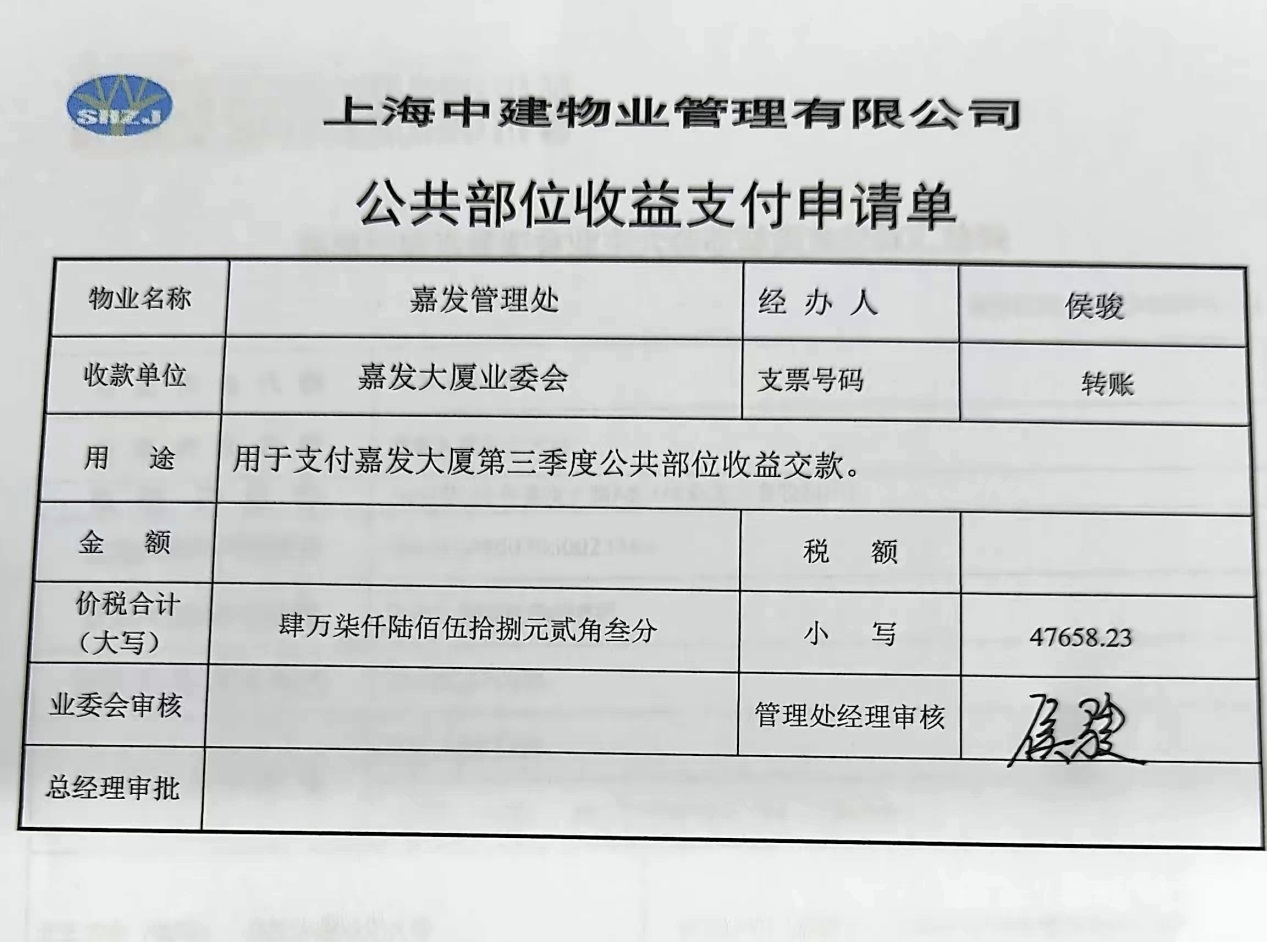 SHZJ
上海中建物业管理有限公司
公共部位收益支付申请单
物业名称 嘉发管理处 经办人 侯骏
收款单位 嘉发大厦业委会 支票号码 转账
用途 用于支付嘉发大厦第三季度公共部位收益交款。
金额 税额
价税合计
（大写） 肆万柒仟陆佰伍拾捌元贰角叁分 小写 47658.23
业委会审核 管理处经理审核 侯骏
总经理审批